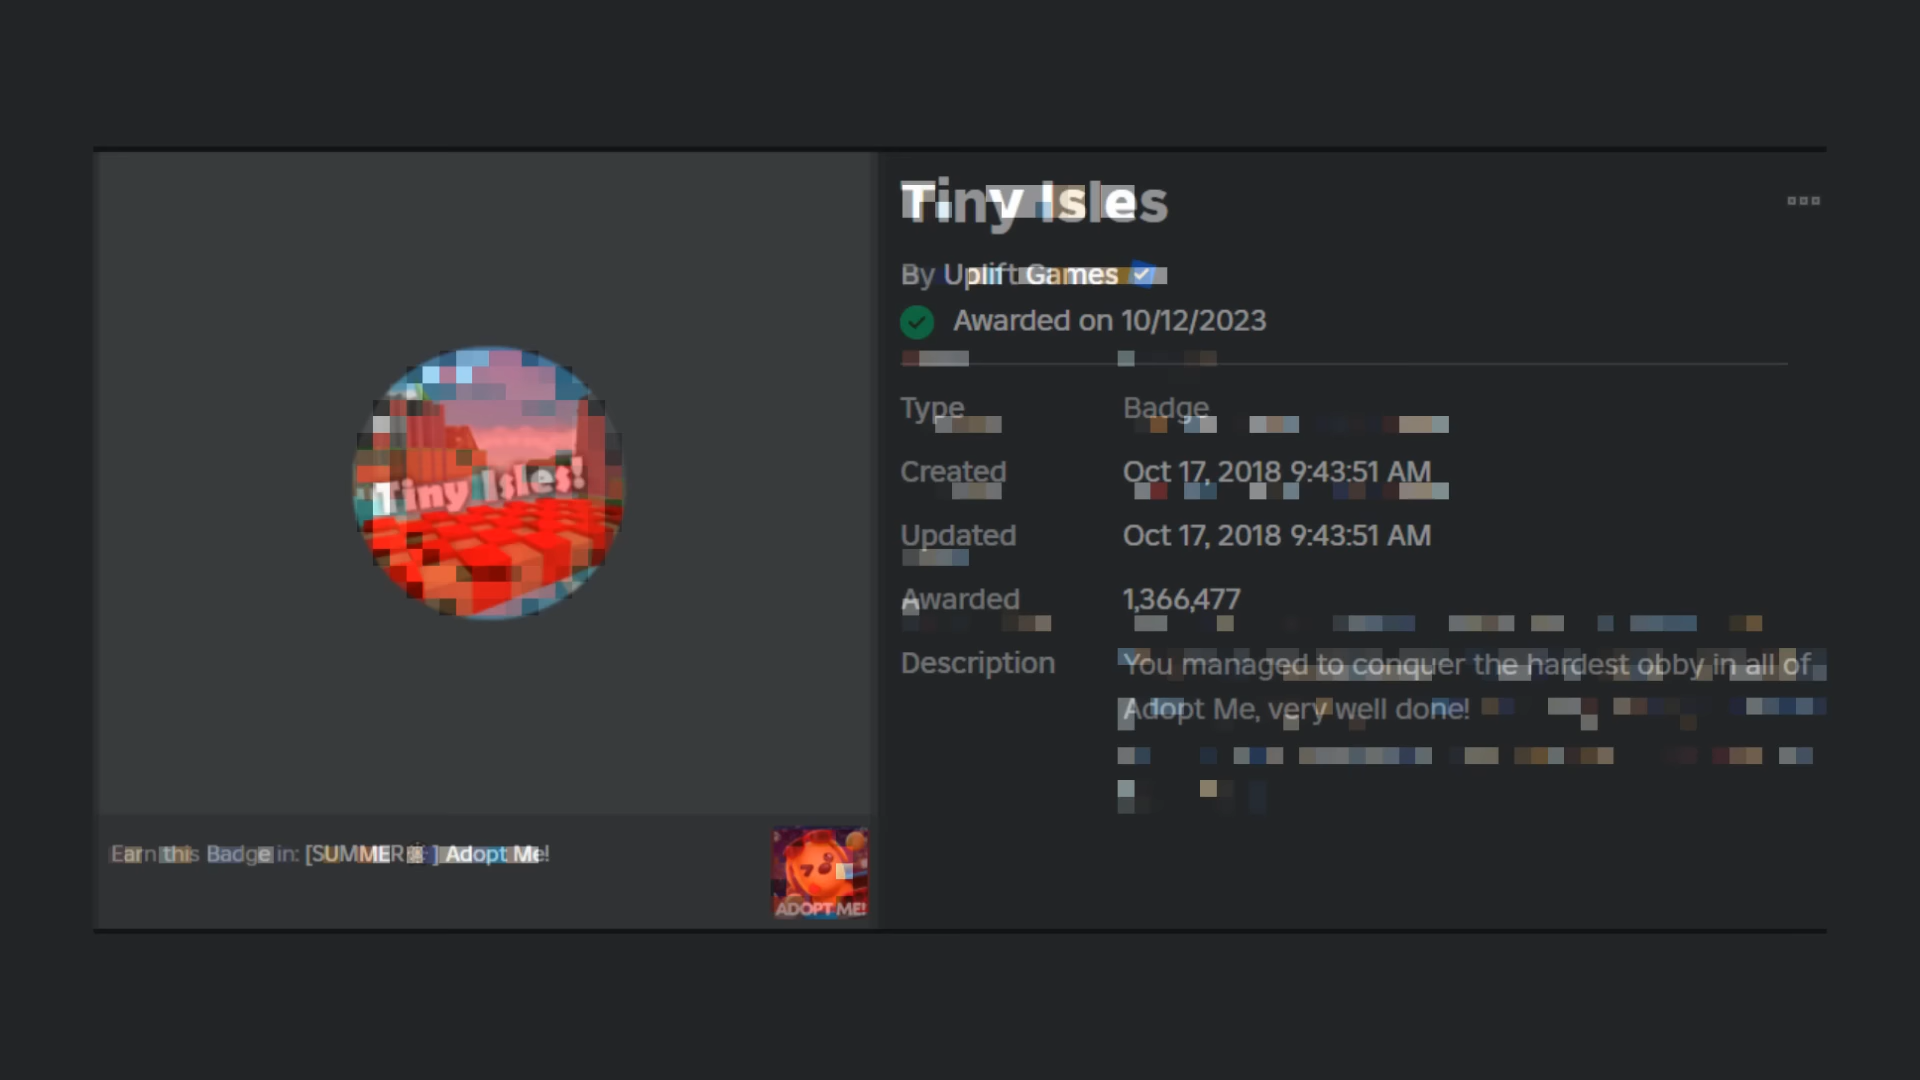 Tiny Isles
By Uplift Games
Awarded on 10/12/2023
Type Badge
Created Oct 17, 2018 9:43:51 AM
Updated Oct 17, 2018 9:43:51 AM
Awarded 1,366,477
Description You managed to conquer the hardest obby in all of
Adopt Me, very well done!
Tiny Isles!
Earn this Badge in: [SUMMER☀️] Adopt Me!
ADOPT ME!